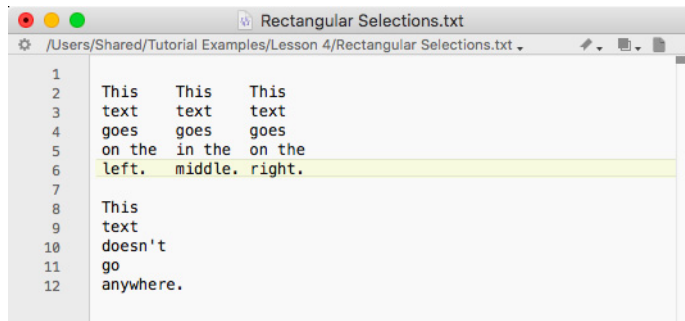 Rectangular Selections.txt
/Users/Shared/Tutorial Examples/Lesson 4/Rectangular Selections.txt
1
2 This This This
3 text text text
4 goes goes goes
5 on the in the on the
6 left. middle. right.
7
8 This
9 text
10 doesn't
11 go
12 anywhere.